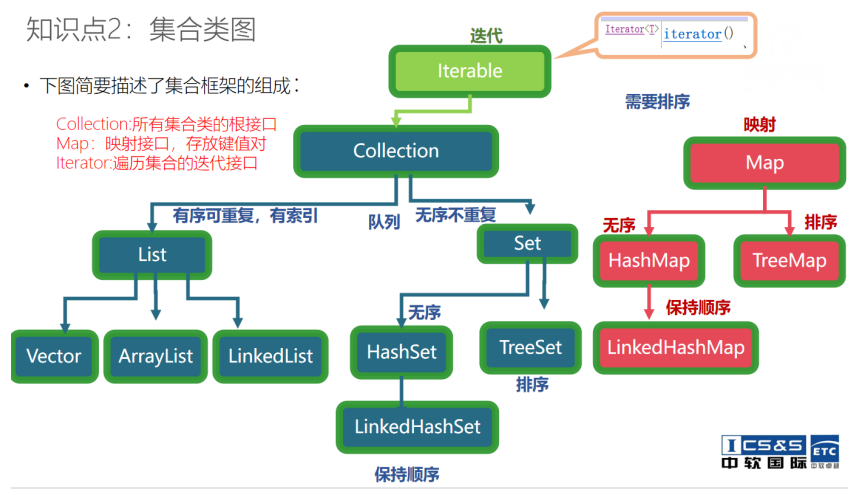 知识点2：集合类图
• 下图简要描述了集合框架的组成：
Collection:所有集合类的根接口
Map：映射接口，存放键值对
Iterator:遍历集合的迭代接口
迭代
Iterable
Iterator<T> iterator()
、
需要排序
Collection
映射
Map
有序可重复，有索引
队列
无序不重复
List
Set
无序
排序
HashMap
TreeMap
保持顺序
LinkedHashMap
Vector
ArrayList
LinkedList
无序
HashSet
TreeSet
排序
LinkedHashSet
保持顺序
ICS&S
中软国际
ETC
中软卓越